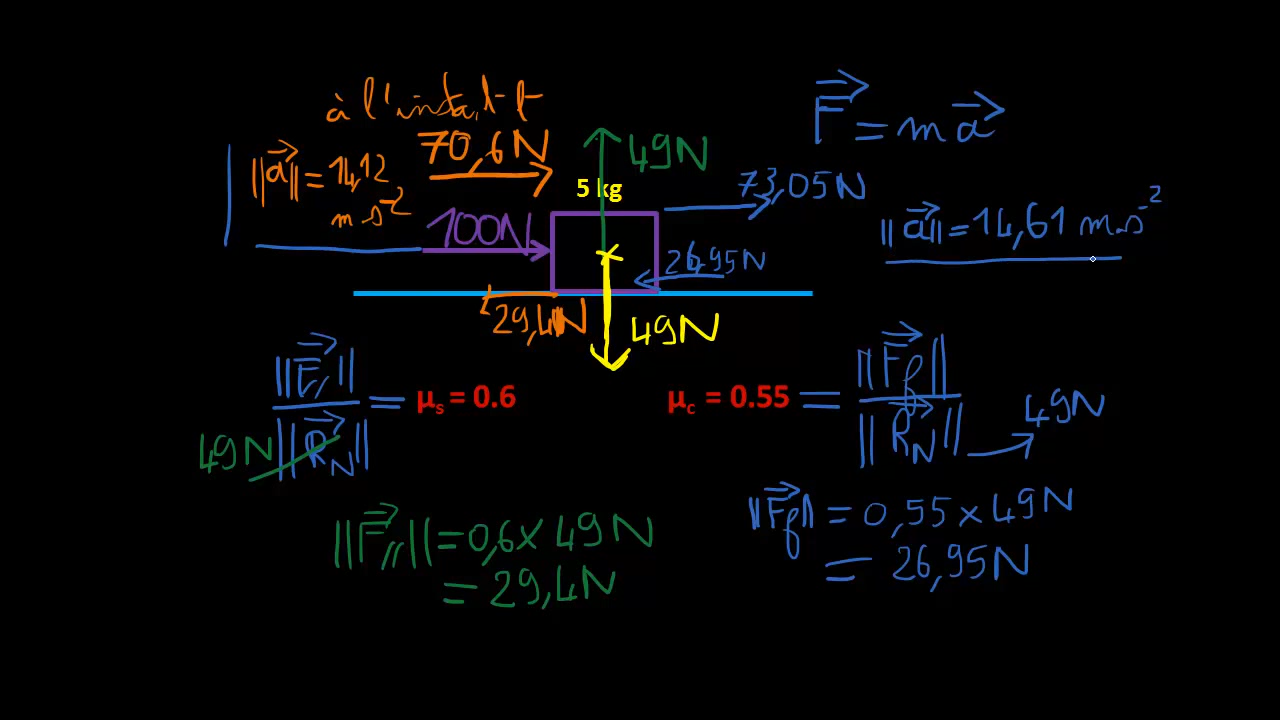 à l'instant t
70,6N
49N
5 kg
73,05N
F = ma
||a|| = 14,12
m s-2
100N
26,95N
||a|| = 14,61 m.s-2
29,4N
49N
||F//||
||RN||
= μs = 0.6
49N
μc = 0.55 =
||Ff||
||RN||
49N
||F//|| = 0,6 x 49N
= 29,4N
||Ff|| = 0,55 x 49N
= 26,95N